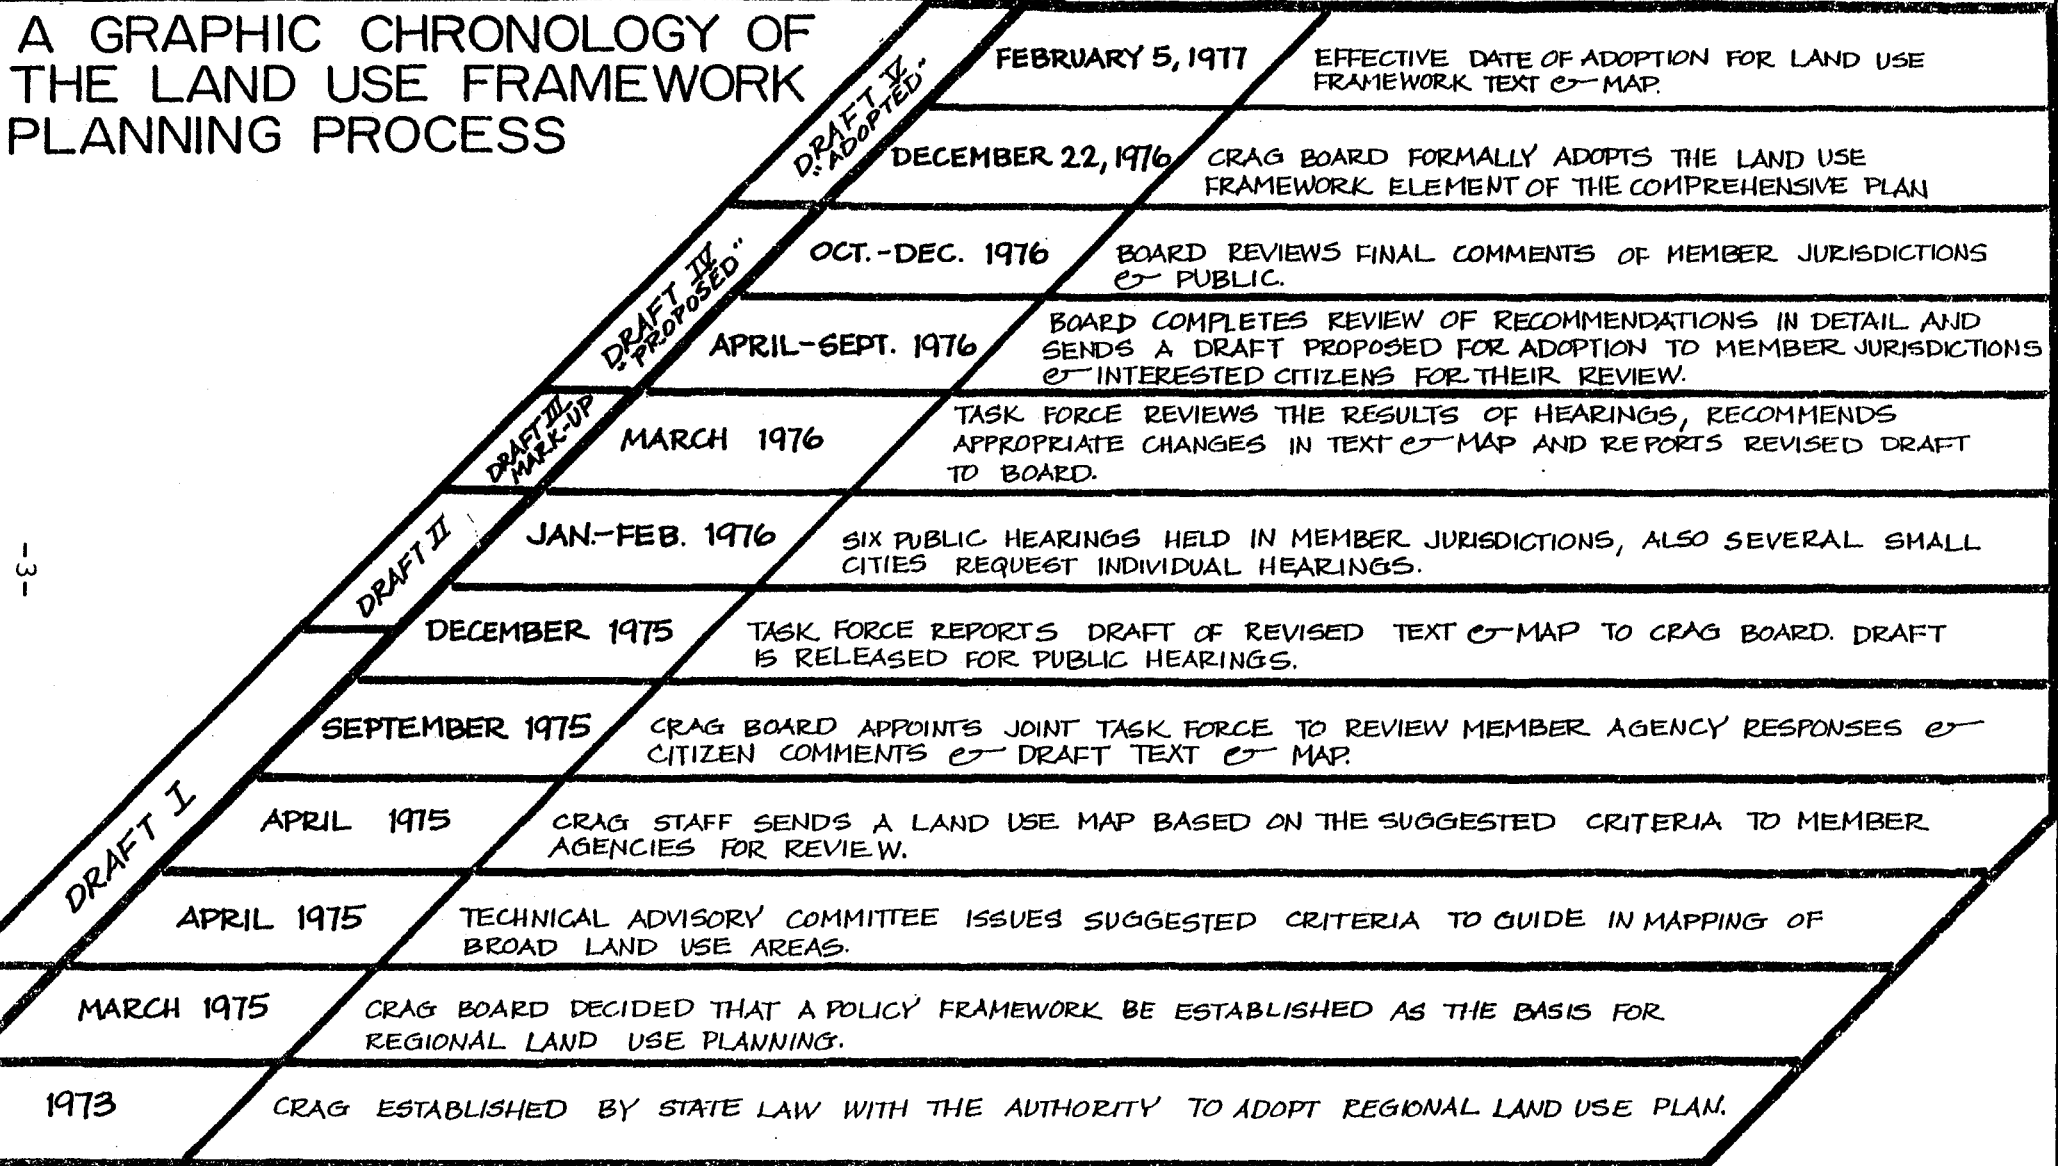 A GRAPHIC CHRONOLOGY OF
THE LAND USE FRAMEWORK
PLANNING PROCESS
DRAFT V
"ADOPTED"
FEBRUARY 5, 1977
EFFECTIVE DATE OF ADOPTION FOR LAND USE
FRAMEWORK TEXT & MAP.
DECEMBER 22, 1976
CRAG BOARD FORMALLY ADOPTS THE LAND USE
FRAMEWORK ELEMENT OF THE COMPREHENSIVE PLAN
DRAFT IV
"PROPOSED"
OCT.-DEC. 1976
BOARD REVIEWS FINAL COMMENTS OF MEMBER JURISDICTIONS
& PUBLIC.
APRIL-SEPT. 1976
BOARD COMPLETES REVIEW OF RECOMMENDATIONS IN DETAIL AND
SENDS A DRAFT PROPOSED FOR ADOPTION TO MEMBER JURISDICTIONS
& INTERESTED CITIZENS FOR THEIR REVIEW.
DRAFT III
MARK-UP
MARCH 1976
TASK FORCE REVIEWS THE RESULTS OF HEARINGS, RECOMMENDS
APPROPRIATE CHANGES IN TEXT & MAP AND REPORTS REVISED DRAFT
TO BOARD.
DRAFT II
JAN.-FEB. 1976
SIX PUBLIC HEARINGS HELD IN MEMBER JURISDICTIONS, ALSO SEVERAL SMALL
CITIES REQUEST INDIVIDUAL HEARINGS.
-3-
DECEMBER 1975
TASK FORCE REPORTS DRAFT OF REVISED TEXT & MAP TO CRAG BOARD. DRAFT
IS RELEASED FOR PUBLIC HEARINGS.
DRAFT I
SEPTEMBER 1975
CRAG BOARD APPOINTS JOINT TASK FORCE TO REVIEW MEMBER AGENCY RESPONSES &
CITIZEN COMMENTS & DRAFT TEXT & MAP.
APRIL 1975
CRAG STAFF SENDS A LAND USE MAP BASED ON THE SUGGESTED CRITERIA TO MEMBER
AGENCIES FOR REVIEW.
APRIL 1975
TECHNICAL ADVISORY COMMITTEE ISSUES SUGGESTED CRITERIA TO GUIDE IN MAPPING OF
BROAD LAND USE AREAS.
MARCH 1975
CRAG BOARD DECIDED THAT A POLICY FRAMEWORK BE ESTABLISHED AS THE BASIS FOR
REGIONAL LAND USE PLANNING.
1973
CRAG ESTABLISHED BY STATE LAW WITH THE AUTHORITY TO ADOPT REGIONAL LAND USE PLAN.